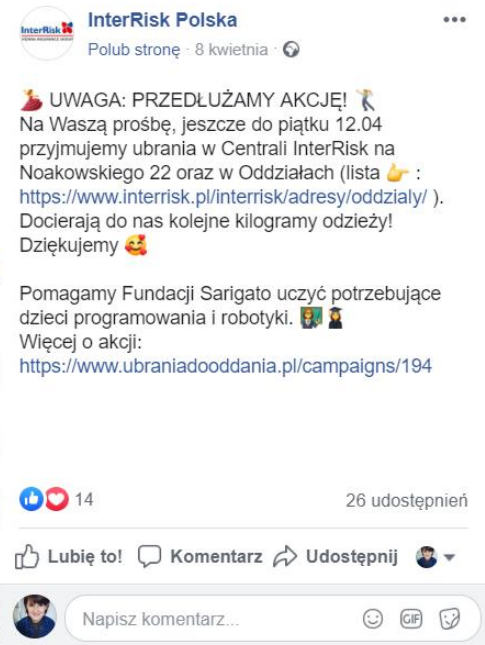 InterRisk
VIENNA INSURANCE GROUP
InterRisk Polska
Polub stronę · 8 kwietnia ·
💃 UWAGA: PRZEDŁUŻAMY AKCJĘ! 🕺
Na Waszą prośbę, jeszcze do piątku 12.04
przyjmujemy ubrania w Centrali InterRisk na
Noakowskiego 22 oraz w Oddziałach (lista 👉 :
https://www.interrisk.pl/interrisk/adresy/oddzialy/ ).
Docierają do nas kolejne kilogramy odzieży!
Dziękujemy 🥰
Pomagamy Fundacji Sarigato uczyć potrzebujące
dzieci programowania i robotyki. 👩‍🏫👩‍🎓
Więcej o akcji:
https://www.ubraniadooddania.pl/campaigns/194
14
26 udostępnień
Lubię to! Komentarz Udostępnij
Napisz komentarz... GIF